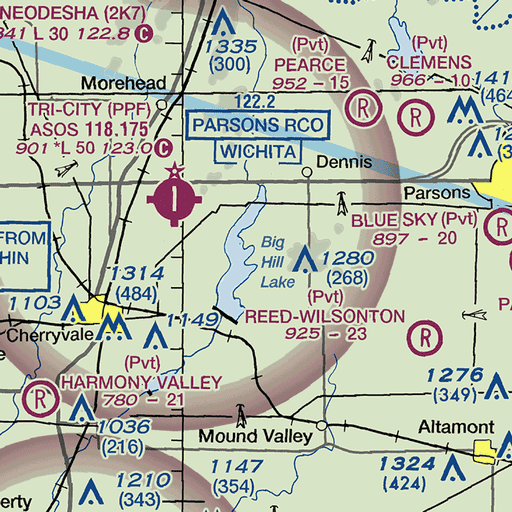 NEODESHA (2K7)
841 L 30 122.8 C
1335
(300)
(Pvt)
PEARCE
952 - 15
R
(Pvt)
CLEMENS
966 - 10
R
Morehead
TRI-CITY (PPF)
ASOS 118.175
901 *L 50 123.0 C
122.2
PARSONS RCO
WICHITA
Dennis
Parsons
BLUE SKY (Pvt)
897 - 20
R
FROM
HIN
Big
Hill
Lake
1280
(268)
1314
(484)
1103
1149
Cherryvale
(Pvt)
REED-WILSONTON
925 - 23
R
(Pvt)
HARMONY VALLEY
780 - 21
R
1276
(349)
1036
(216)
Mound Valley
Altamont
1147
(354)
1210
(343)
1324
(424)
erty